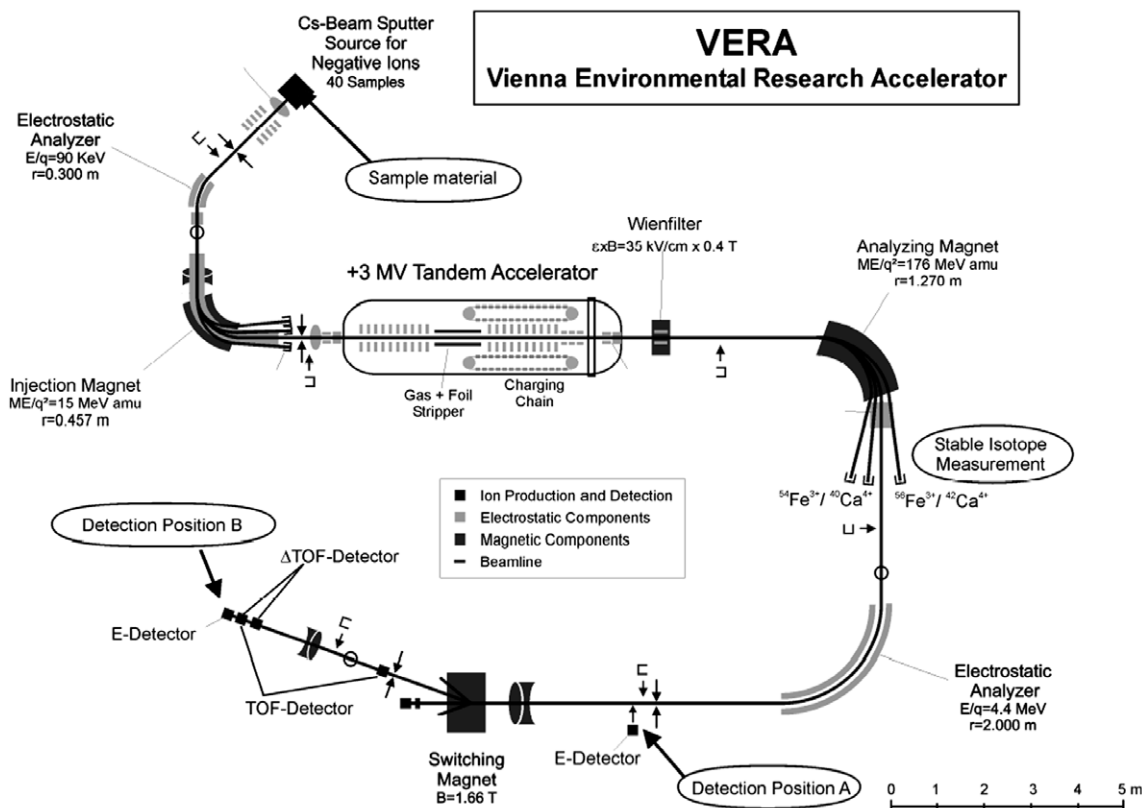 VERA
Vienna Environmental Research Accelerator
Cs-Beam Sputter
Source for
Negative Ions
40 Samples
Electrostatic
Analyzer
E/q=90 KeV
r=0.300 m
Sample material
Wienfilter
εxB=35 kV/cm x 0.4 T
Analyzing Magnet
ME/q²=176 MeV amu
r=1.270 m
+3 MV Tandem Accelerator
Injection Magnet
ME/q²=15 MeV amu
r=0.457 m
Gas + Foil
Stripper
Charging
Chain
Stable Isotope
Measurement
⁵⁴Fe³⁺/ ⁴⁰Ca⁴⁺
⁵⁶Fe³⁺/ ⁴²Ca⁴⁺
Ion Production and Detection
Electrostatic Components
Magnetic Components
Beamline
Detection Position B
ΔTOF-Detector
E-Detector
TOF-Detector
Switching
Magnet
B=1.66 T
E-Detector
Detection Position A
Electrostatic
Analyzer
E/q=4.4 MeV
r=2.000 m
0 1 2 3 4 5 m